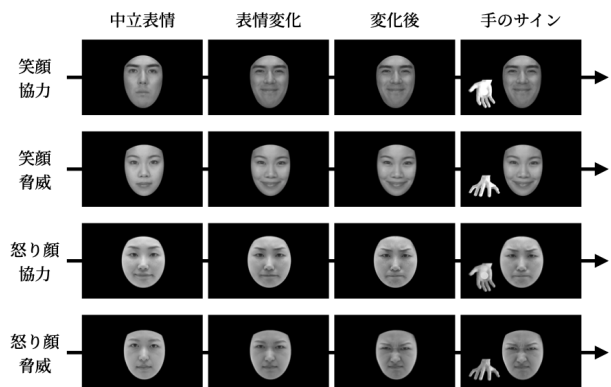 中立表情 表情変化 変化後 手のサイン
笑顔
協力
笑顔
脅威
怒り顔
協力
怒り顔
脅威